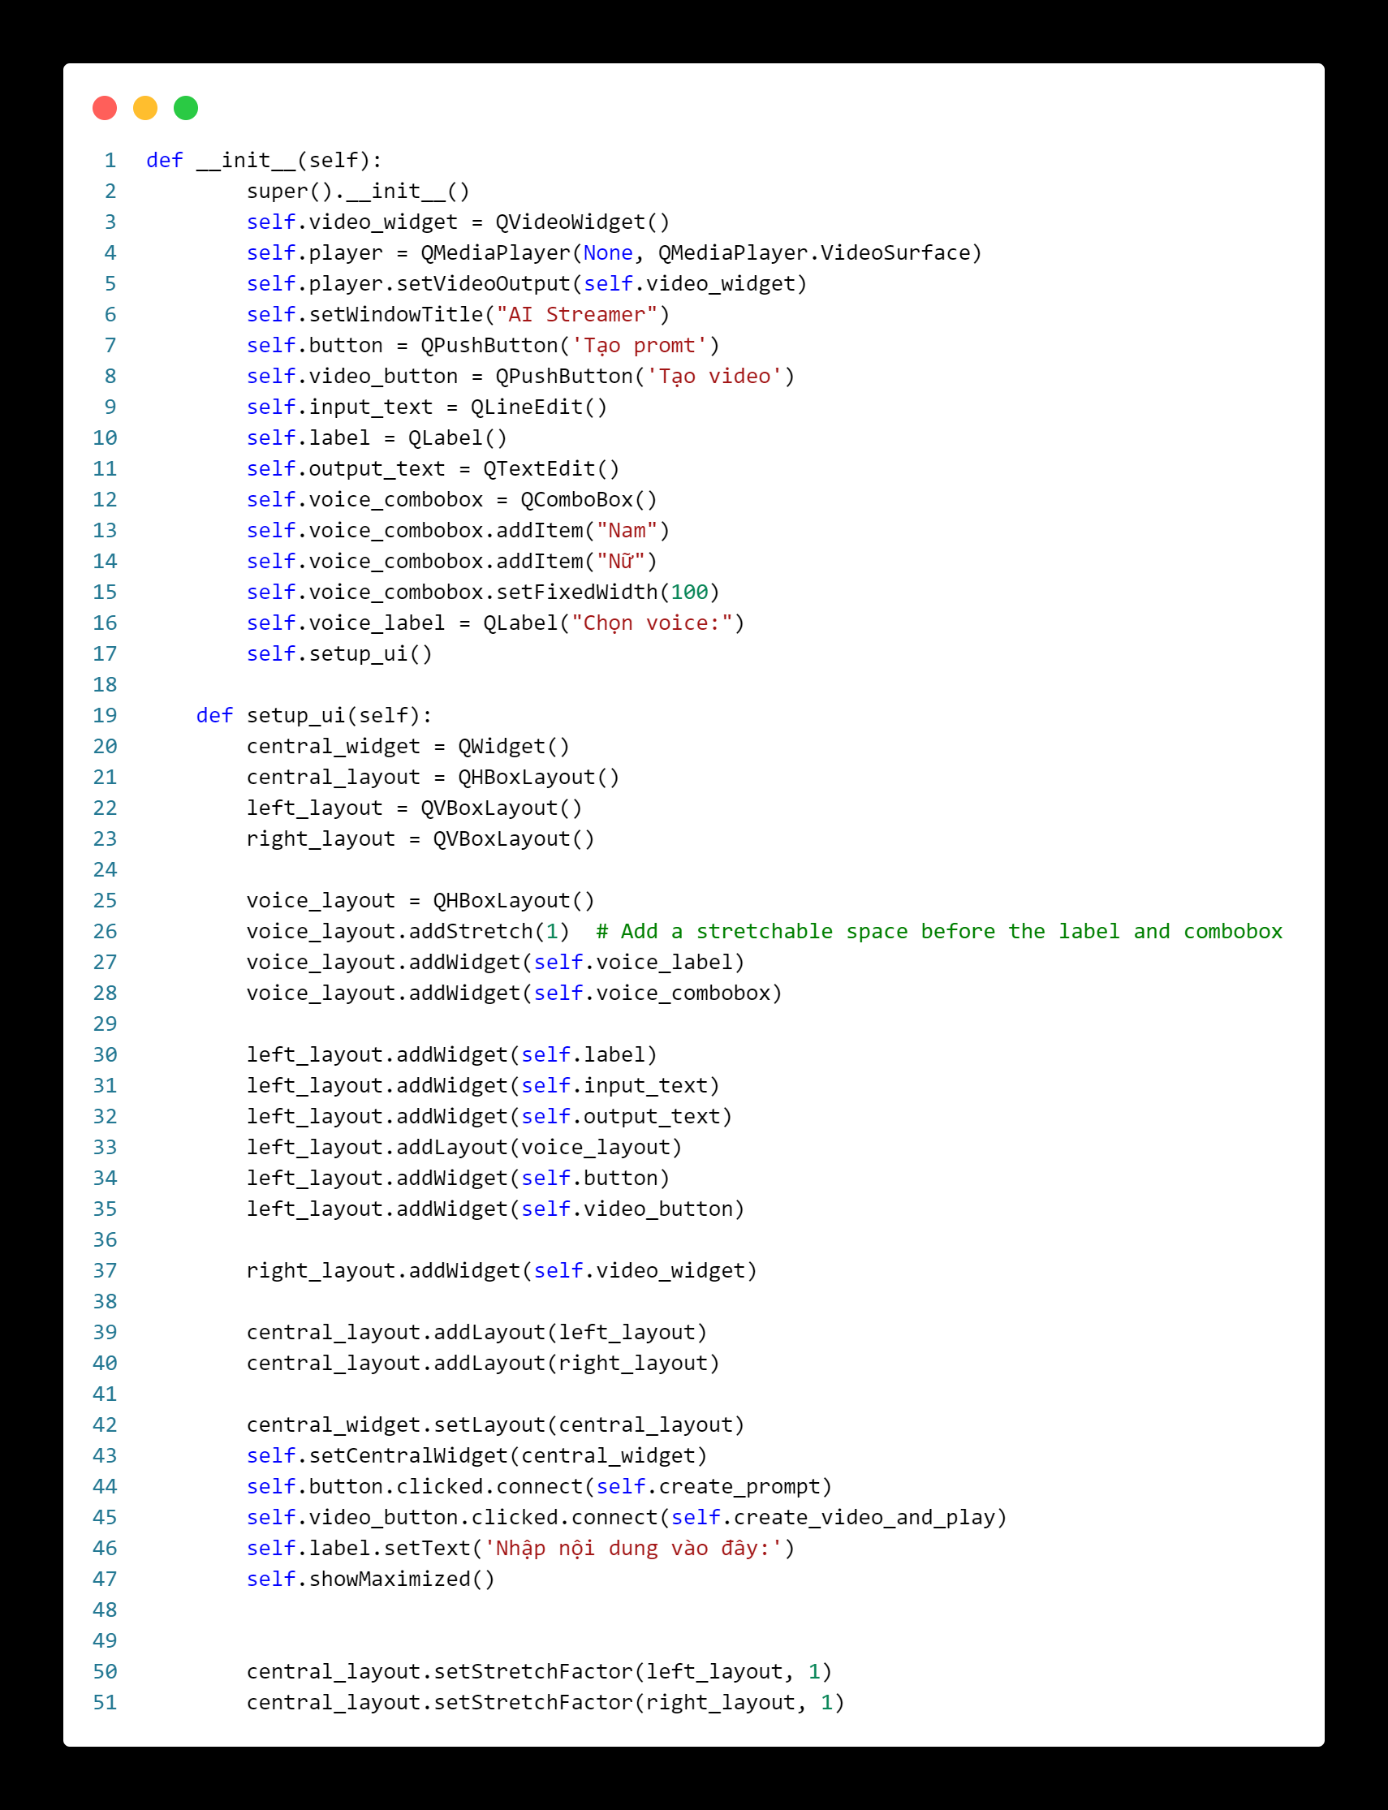 1 def __init__(self):
2         super().__init__()
3         self.video_widget = QVideoWidget()
4         self.player = QMediaPlayer(None, QMediaPlayer.VideoSurface)
5         self.player.setVideoOutput(self.video_widget)
6         self.setWindowTitle("AI Streamer")
7         self.button = QPushButton('Tạo promt')
8         self.video_button = QPushButton('Tạo video')
9         self.input_text = QLineEdit()
10         self.label = QLabel()
11         self.output_text = QTextEdit()
12         self.voice_combobox = QComboBox()
13         self.voice_combobox.addItem("Nam")
14         self.voice_combobox.addItem("Nữ")
15         self.voice_combobox.setFixedWidth(100)
16         self.voice_label = QLabel("Chọn voice:")
17         self.setup_ui()
18
19     def setup_ui(self):
20         central_widget = QWidget()
21         central_layout = QHBoxLayout()
22         left_layout = QVBoxLayout()
23         right_layout = QVBoxLayout()
24
25         voice_layout = QHBoxLayout()
26         voice_layout.addStretch(1)  # Add a stretchable space before the label and combobox
27         voice_layout.addWidget(self.voice_label)
28         voice_layout.addWidget(self.voice_combobox)
29
30         left_layout.addWidget(self.label)
31         left_layout.addWidget(self.input_text)
32         left_layout.addWidget(self.output_text)
33         left_layout.addLayout(voice_layout)
34         left_layout.addWidget(self.button)
35         left_layout.addWidget(self.video_button)
36
37         right_layout.addWidget(self.video_widget)
38
39         central_layout.addLayout(left_layout)
40         central_layout.addLayout(right_layout)
41
42         central_widget.setLayout(central_layout)
43         self.setCentralWidget(central_widget)
44         self.button.clicked.connect(self.create_prompt)
45         self.video_button.clicked.connect(self.create_video_and_play)
46         self.label.setText('Nhập nội dung vào đây:')
47         self.showMaximized()
48
49
50         central_layout.setStretchFactor(left_layout, 1)
51         central_layout.setStretchFactor(right_layout, 1)